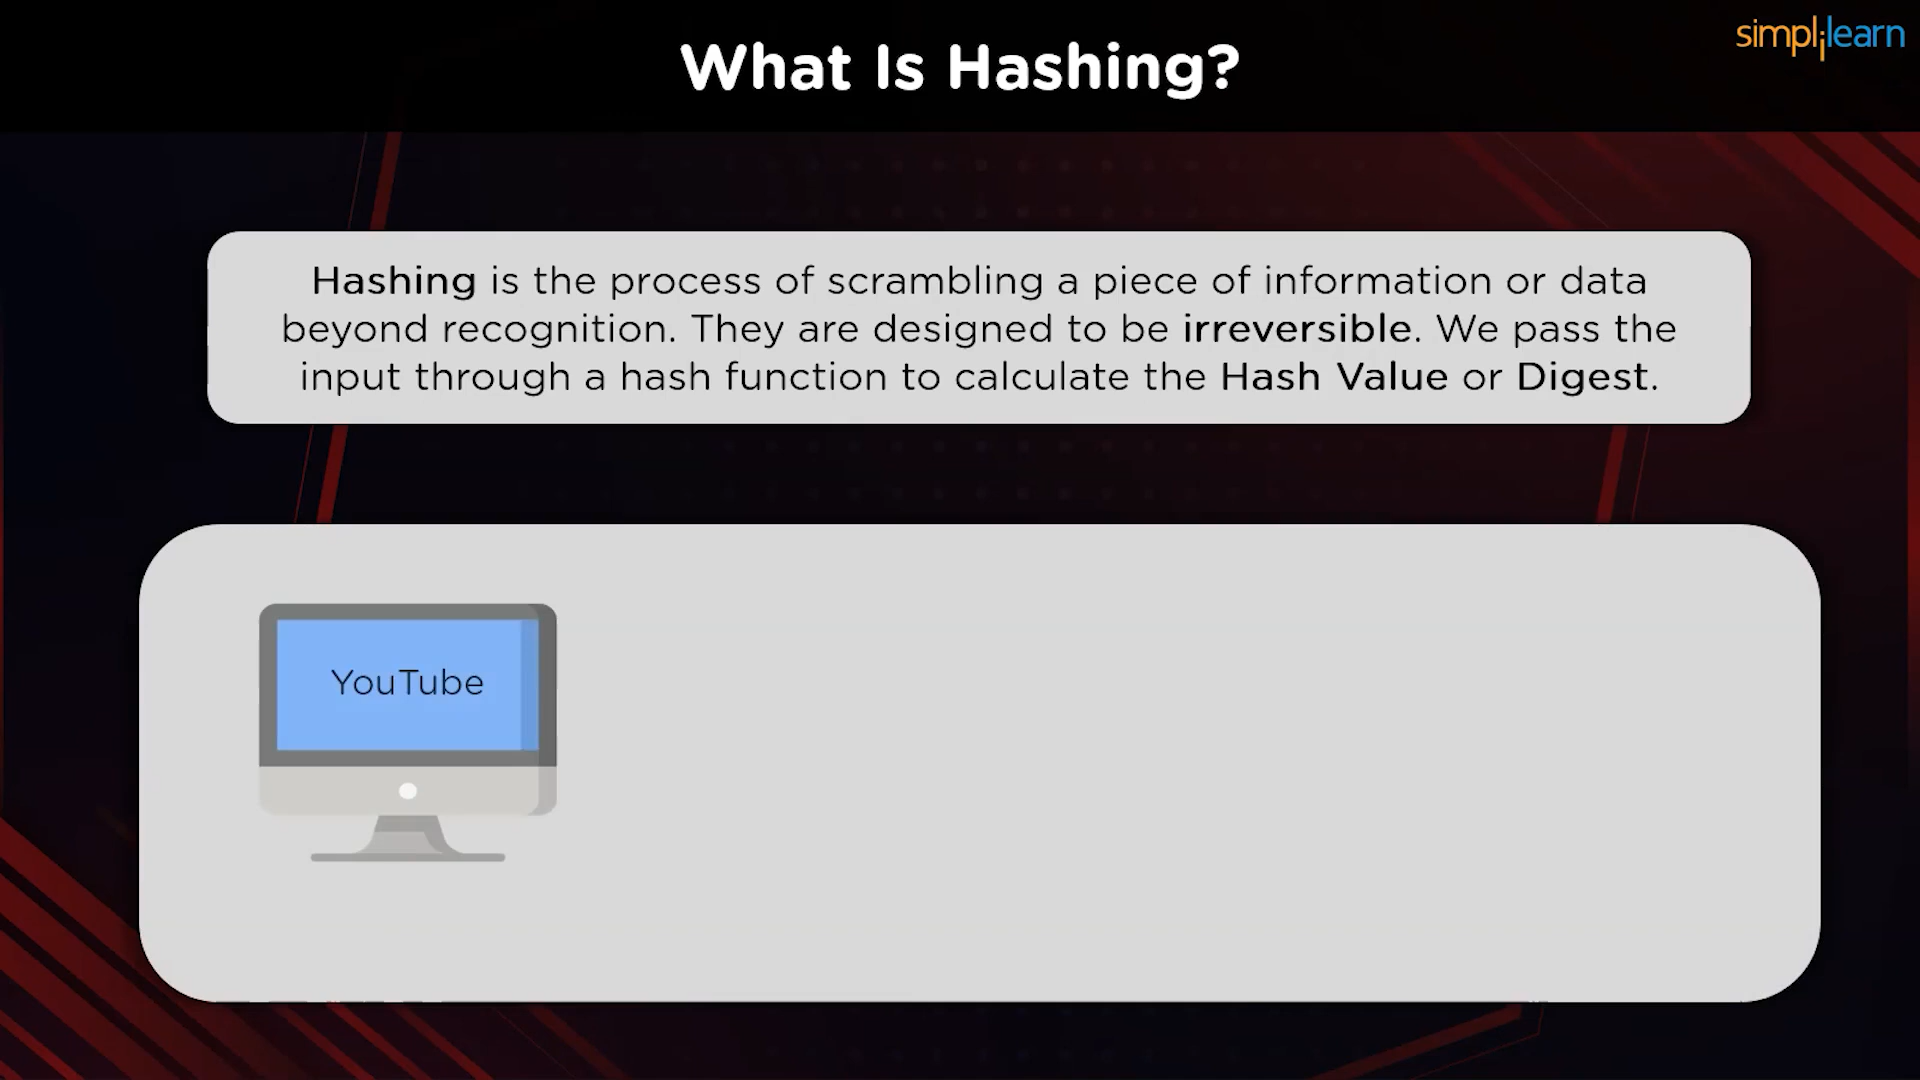 What Is Hashing?
simplilearn
Hashing is the process of scrambling a piece of information or data
beyond recognition. They are designed to be irreversible. We pass the
input through a hash function to calculate the Hash Value or Digest.
YouTube